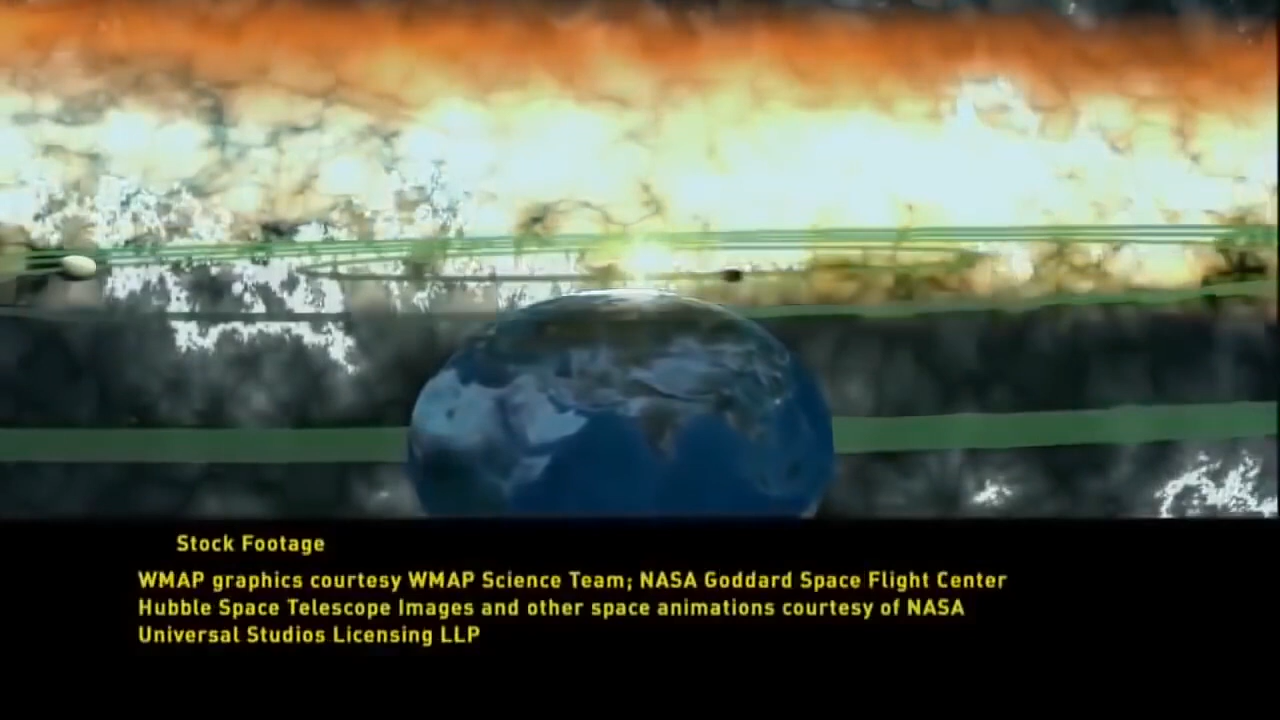 Stock Footage
WMAP graphics courtesy WMAP Science Team; NASA Goddard Space Flight Center
Hubble Space Telescope Images and other space animations courtesy of NASA
Universal Studios Licensing LLP